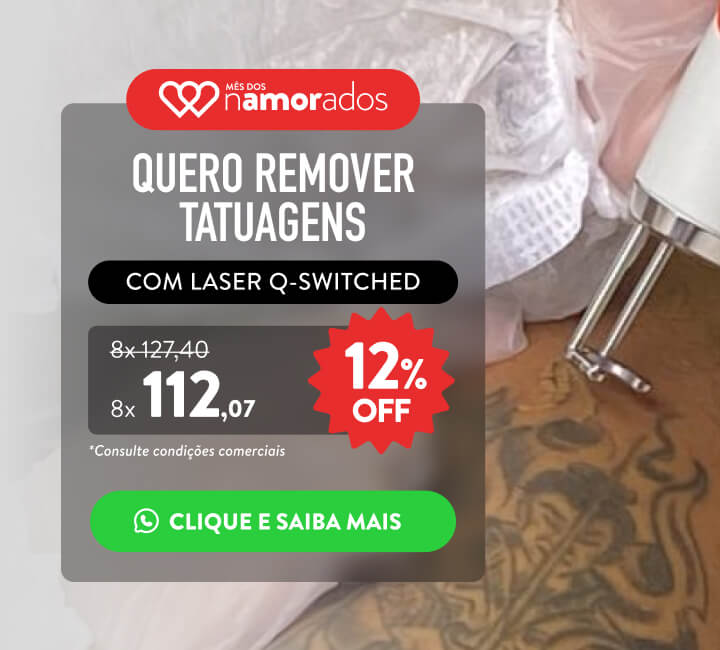 MÊS DOS
namorados
QUERO REMOVER
TATUAGENS
COM LASER Q-SWITCHED
8x 127,40
8x 112,07
12%
OFF
*Consulte condições comerciais
CLIQUE E SAIBA MAIS